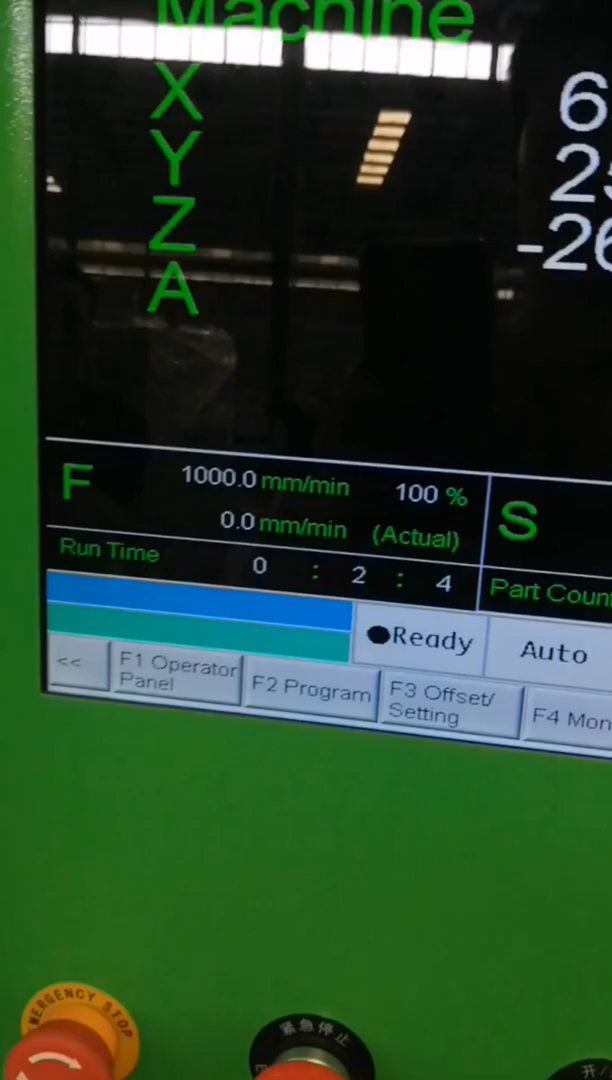 Machine
X 6
Y 25
Z -26
A
F 1000.0 mm/min 100 %
0.0 mm/min (Actual)
S
Run Time 0 : 2 : 4
Part Coun
●Ready
Auto
<<
F1 Operator
Panel
F2 Program
F3 Offset/
Setting
F4 Mon
EMERGENCY STOP
紧急停止
开/